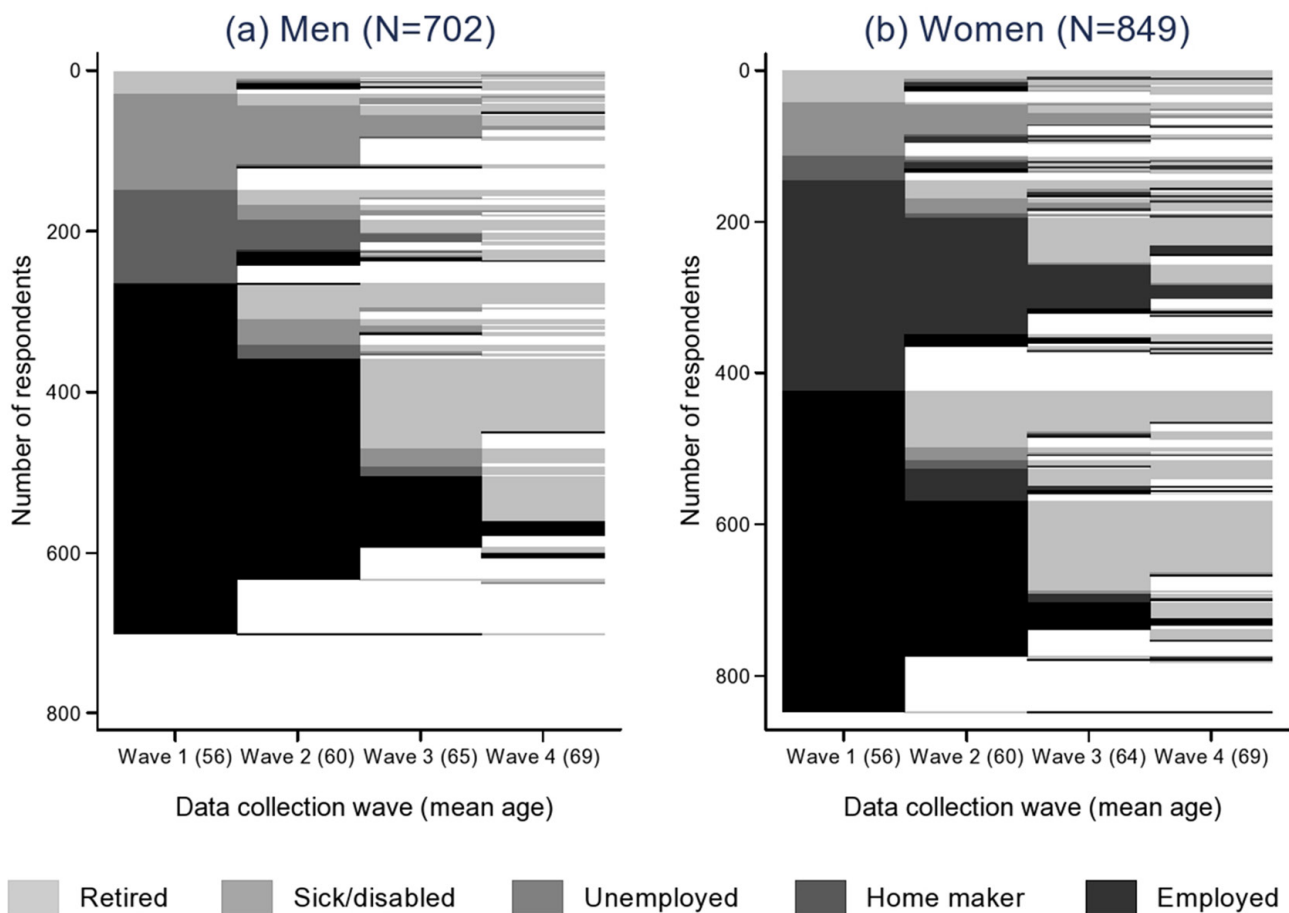 (a) Men (N=702)
(b) Women (N=849)
Number of respondents
0
200
400
600
800
Wave 1 (56) Wave 2 (60) Wave 3 (65) Wave 4 (69)
Data collection wave (mean age)
Number of respondents
0
200
400
600
800
Wave 1 (56) Wave 2 (60) Wave 3 (64) Wave 4 (69)
Data collection wave (mean age)
Retired Sick/disabled Unemployed Home maker Employed